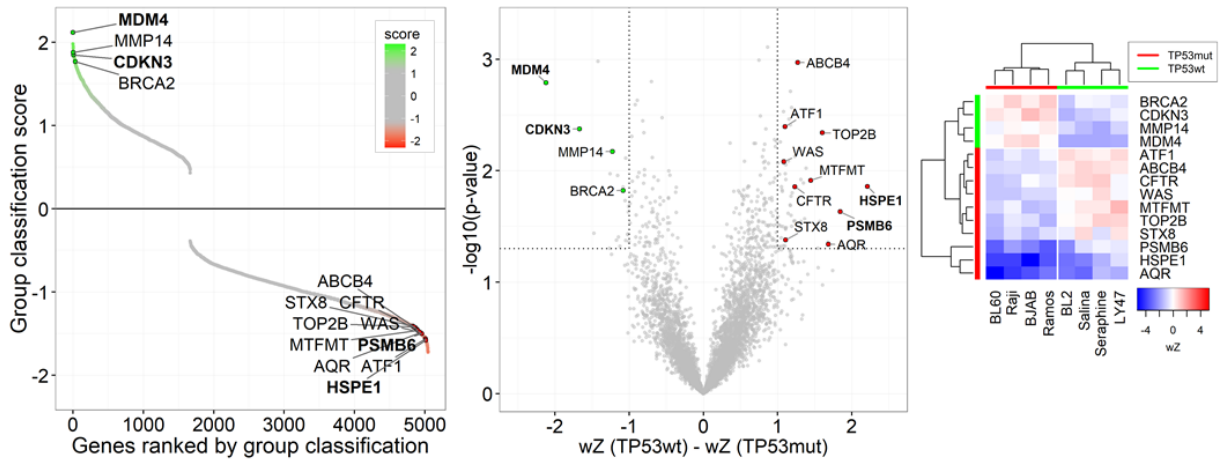 MDM4
MMP14
CDKN3
BRCA2
score
2
1
0
-1
-2
Group classification score
2
1
0
-1
-2
ABCB4
STX8 CFTR
TOP2B WAS
MTFMT PSMB6
AQR ATF1
HSPE1
0 1000 2000 3000 4000 5000
Genes ranked by group classification
-log10(p-value)
3
2
1
0
MDM4
CDKN3
MMP14
BRCA2
ABCB4
ATF1
TOP2B
WAS
MTFMT
CFTR
HSPE1
PSMB6
STX8
AQR
-2 -1 0 1 2
wZ (TP53wt) - wZ (TP53mut)
TP53mut
TP53wt
BRCA2
CDKN3
MMP14
MDM4
ATF1
ABCB4
CFTR
WAS
MTFMT
TOP2B
STX8
PSMB6
HSPE1
AQR
BL60
Raji
BJAB
Ramos
BL2
Salina
Seraphine
LY47
-4 0 4
wZ